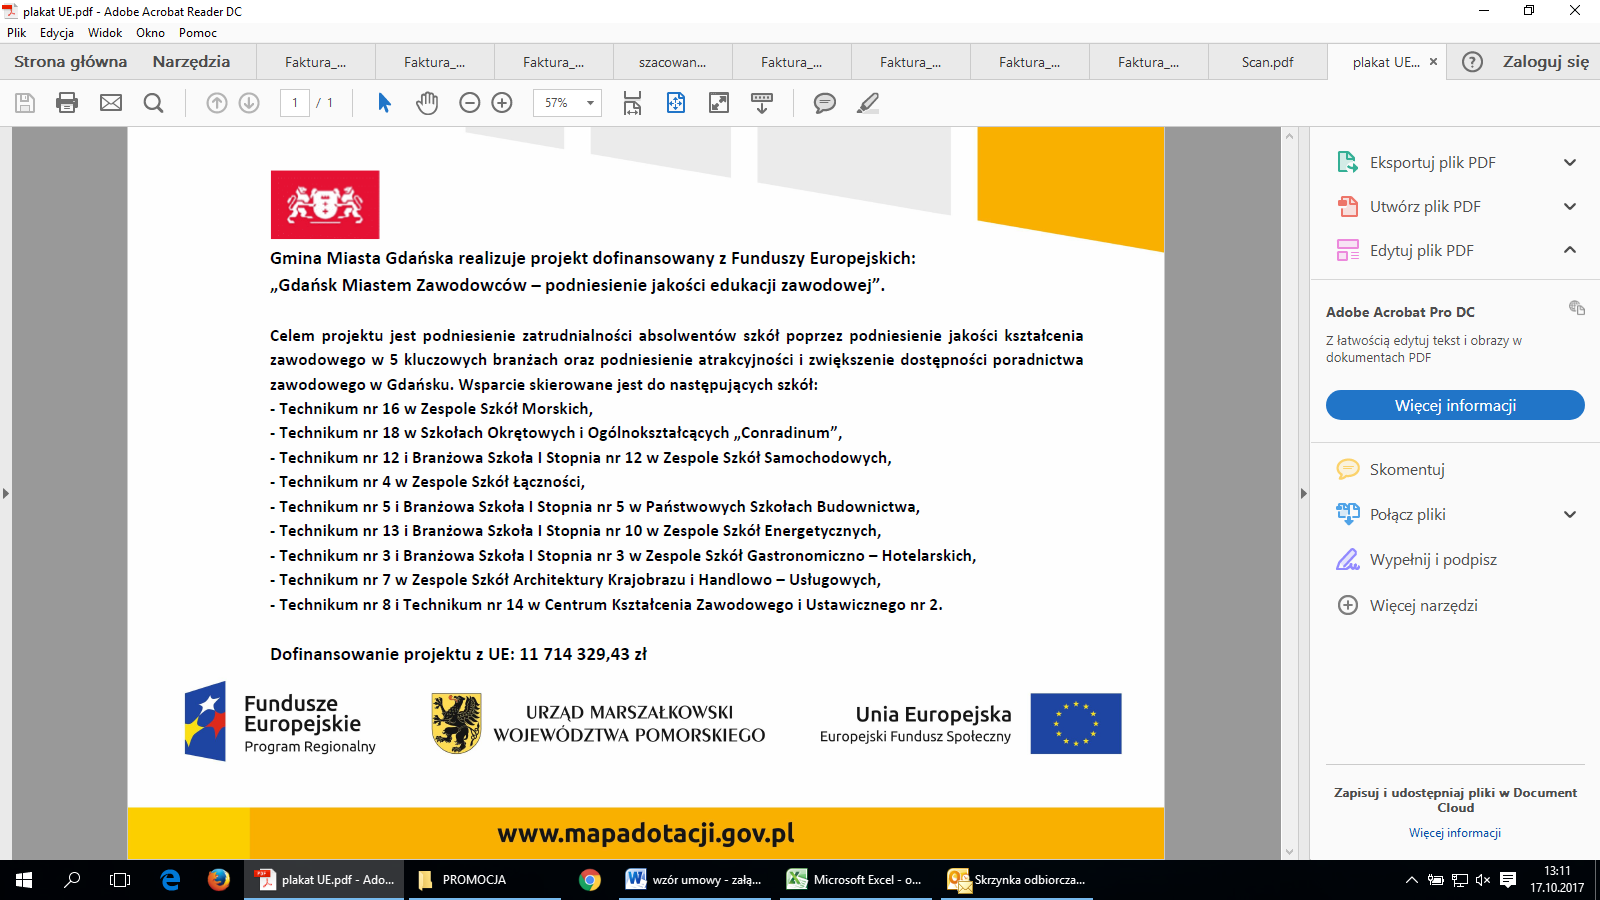 plakat UE.pdf - Adobe Acrobat Reader DC
Plik Edycja Widok Okno Pomoc
Strona główna Narzędzia Faktura_... Faktura_... Faktura_... szacowan... Faktura_... Faktura_... Faktura_... Faktura_... Scan.pdf plakat UE... Zaloguj się
1 / 1 57%
Gmina Miasta Gdańska realizuje projekt dofinansowany z Funduszy Europejskich:
„Gdańsk Miastem Zawodowców – podniesienie jakości edukacji zawodowej”.
Celem projektu jest podniesienie zatrudnialności absolwentów szkół poprzez podniesienie jakości kształcenia
zawodowego w 5 kluczowych branżach oraz podniesienie atrakcyjności i zwiększenie dostępności poradnictwa
zawodowego w Gdańsku. Wsparcie skierowane jest do następujących szkół:
- Technikum nr 16 w Zespole Szkół Morskich,
- Technikum nr 18 w Szkołach Okrętowych i Ogólnokształcących „Conradinum”,
- Technikum nr 12 i Branżowa Szkoła I Stopnia nr 12 w Zespole Szkół Samochodowych,
- Technikum nr 4 w Zespole Szkół Łączności,
- Technikum nr 5 i Branżowa Szkoła I Stopnia nr 5 w Państwowych Szkołach Budownictwa,
- Technikum nr 13 i Branżowa Szkoła I Stopnia nr 10 w Zespole Szkół Energetycznych,
- Technikum nr 3 i Branżowa Szkoła I Stopnia nr 3 w Zespole Szkół Gastronomiczno – Hotelarskich,
- Technikum nr 7 w Zespole Szkół Architektury Krajobrazu i Handlowo – Usługowych,
- Technikum nr 8 i Technikum nr 14 w Centrum Kształcenia Zawodowego i Ustawicznego nr 2.
Dofinansowanie projektu z UE: 11 714 329,43 zł
Fundusze
Europejskie
Program Regionalny
URZĄD MARSZAŁKOWSKI
WOJEWÓDZTWA POMORSKIEGO
Unia Europejska
Europejski Fundusz Społeczny
www.mapadotacji.gov.pl
Eksportuj plik PDF
Utwórz plik PDF
Edytuj plik PDF
Adobe Acrobat Pro DC
Z łatwością edytuj tekst i obrazy w
dokumentach PDF
Więcej informacji
Skomentuj
Połącz pliki
Wypełnij i podpisz
Więcej narzędzi
Zapisuj i udostępniaj pliki w Document
Cloud
Więcej informacji
plakat UE.pdf - Ado... PROMOCJA wzór umowy - załą... Microsoft Excel - o... Skrzynka odbiorcza...
13:11
17.10.2017